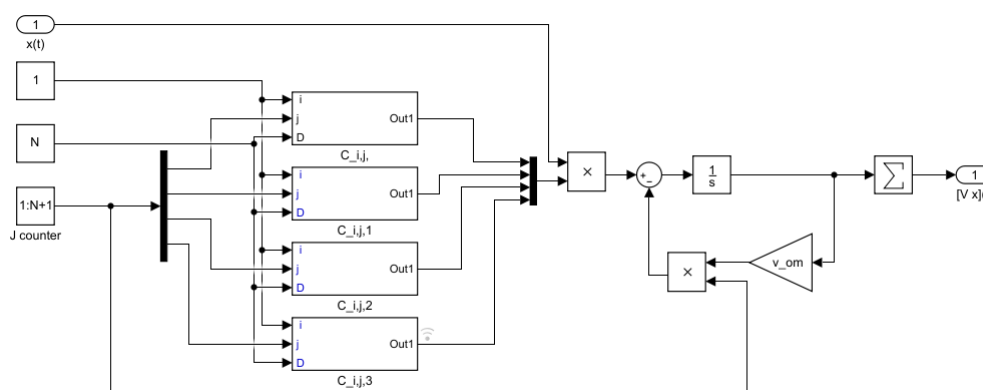 1
x(t)
1
N
1:N+1
J counter
i
j
D
Out1
C_i,j,
i
j
D
Out1
C_i,j,1
i
j
D
Out1
C_i,j,2
i
j
D
Out1
C_i,j,3
×
+
−
1
s
∑
1
[V x](
×
v_om